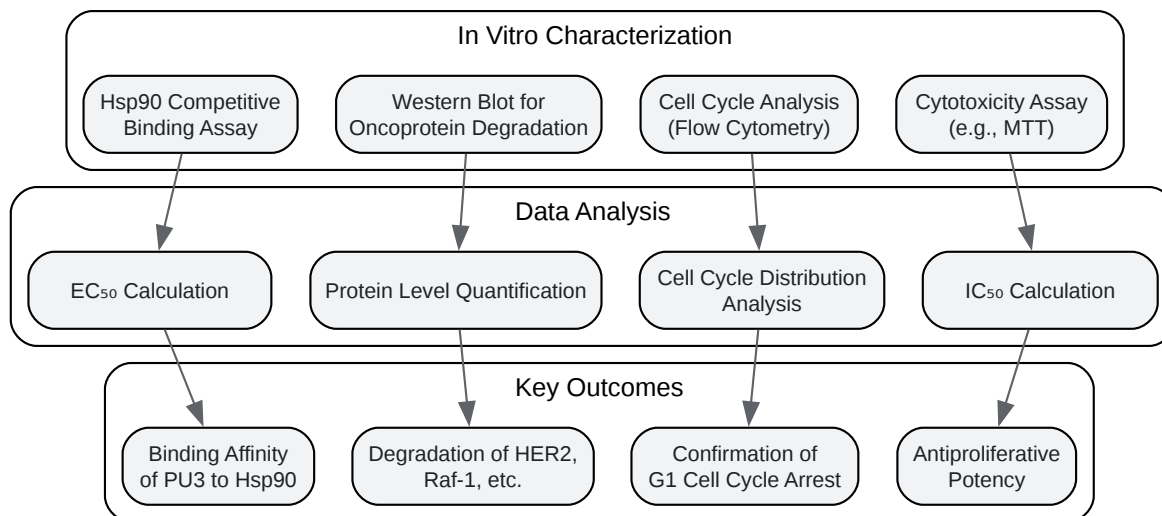 In Vitro Characterization
Hsp90 Competitive
Binding Assay
Western Blot for
Oncoprotein Degradation
Cell Cycle Analysis
(Flow Cytometry)
Cytotoxicity Assay
(e.g., MTT)
Data Analysis
EC₅₀ Calculation
Protein Level Quantification
Cell Cycle Distribution
Analysis
IC₅₀ Calculation
Key Outcomes
Binding Affinity
of PU3 to Hsp90
Degradation of HER2,
Raf-1, etc.
Confirmation of
G1 Cell Cycle Arrest
Antiproliferative
Potency